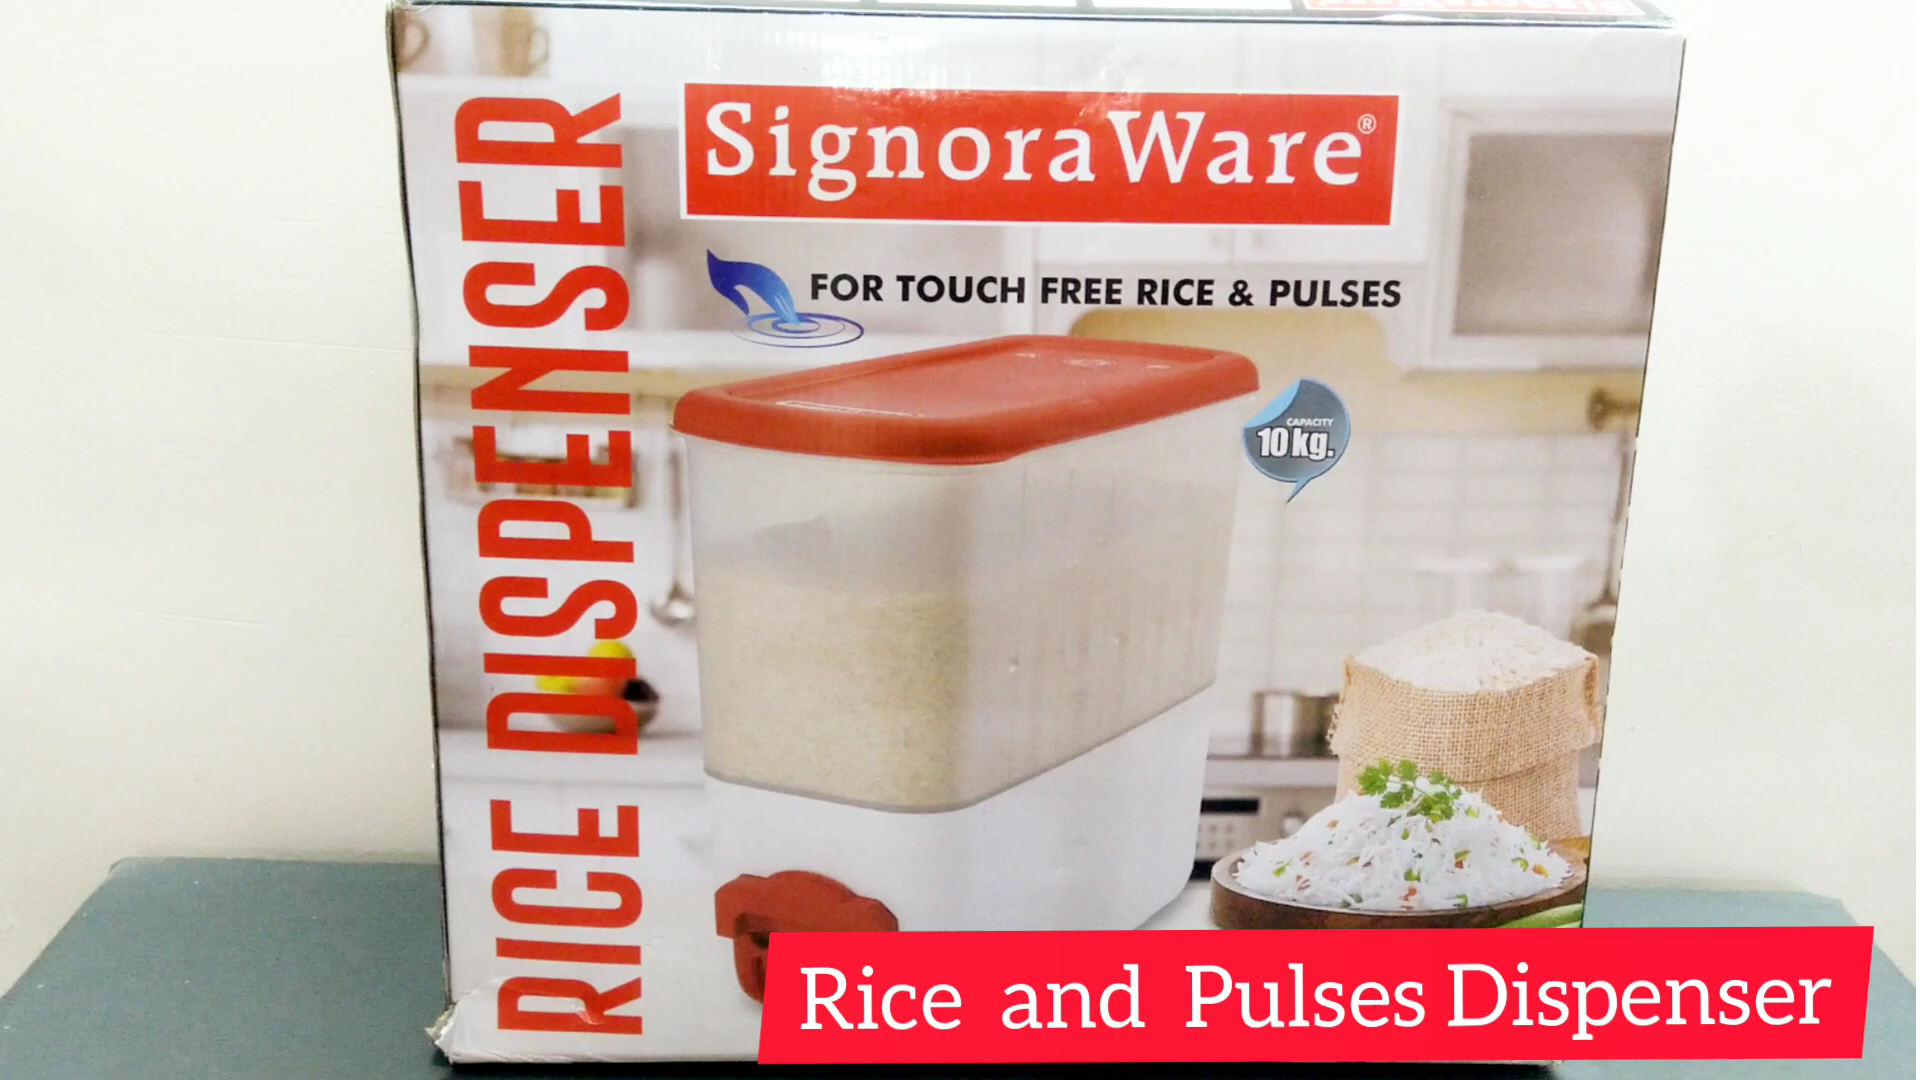 SignoraWare®
RICE DISPENSER
FOR TOUCH FREE RICE & PULSES
CAPACITY
10 kg.
Rice and Pulses Dispenser